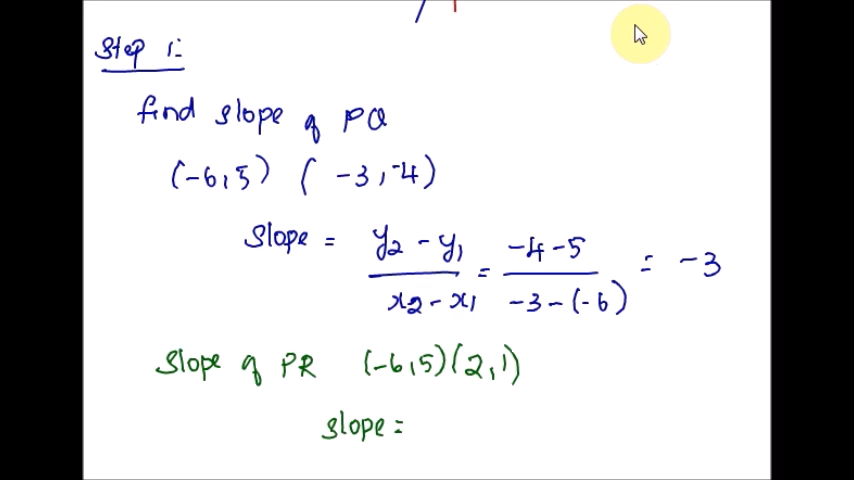 Step 1:
find slope of PQ
(-6,5) ( -3,-4)
slope = y₂ - y₁ / x₂ - x₁ = -4-5 / -3-(-6) = -3
slope of PR (-6,5)(2,1)
slope =